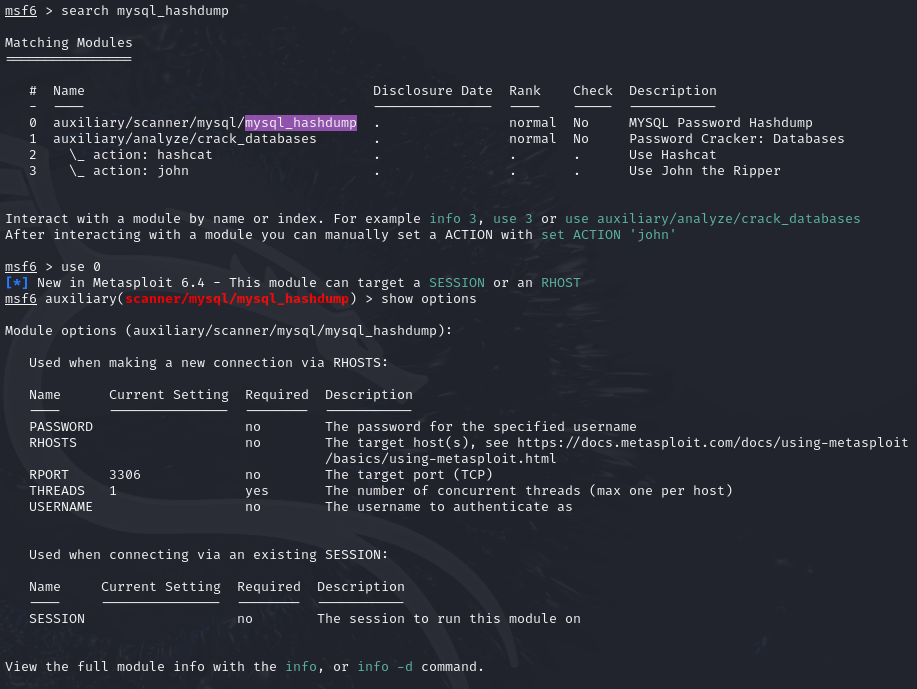 msf6 > search mysql_hashdump
Matching Modules
================
#  Name                                    Disclosure Date  Rank    Check  Description
-  ----                                    ---------------  ----    -----  -----------
0  auxiliary/scanner/mysql/mysql_hashdump  .                normal  No     MYSQL Password Hashdump
1  auxiliary/analyze/crack_databases       .                normal  No     Password Cracker: Databases
2    \_ action: hashcat                    .                .       .      Use Hashcat
3    \_ action: john                       .                .       .      Use John the Ripper
Interact with a module by name or index. For example info 3, use 3 or use auxiliary/analyze/crack_databases
After interacting with a module you can manually set a ACTION with set ACTION 'john'
msf6 > use 0
[*] New in Metasploit 6.4 - This module can target a SESSION or an RHOST
msf6 auxiliary(scanner/mysql/mysql_hashdump) > show options
Module options (auxiliary/scanner/mysql/mysql_hashdump):
Used when making a new connection via RHOSTS:
Name      Current Setting  Required  Description
----      ---------------  --------  -----------
PASSWORD                   no        The password for the specified username
RHOSTS                     no        The target host(s), see https://docs.metasploit.com/docs/using-metasploit
/basics/using-metasploit.html
RPORT     3306             no        The target port (TCP)
THREADS   1                yes       The number of concurrent threads (max one per host)
USERNAME                   no        The username to authenticate as
Used when connecting via an existing SESSION:
Name     Current Setting  Required  Description
----     ---------------  --------  -----------
SESSION                   no        The session to run this module on
View the full module info with the info, or info -d command.